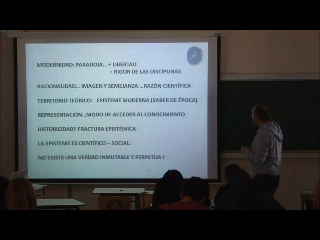 MODERNIDAD: PARADOJA... + LIBERTAD
- RIGOR DE LAS DISCIPLINAS
RACIONALIDAD... IMAGEN Y SEMEJANZA ...RAZÓN CIENTÍFICA
TERRITORIO TEÓRICO: EPISTEME MODERNA (SABER DE ÉPOCA)
REPRESENTACIÓN...MODO DE ACCEDER AL CONOCIMIENTO
HISTORICIDAD/ FRACTURA EPISTÉMICA
LA EPISTEME ES CIENTÍFICO – SOCIAL:
NO EXISTE UNA VERDAD INMUTABLE Y PERPETUA !